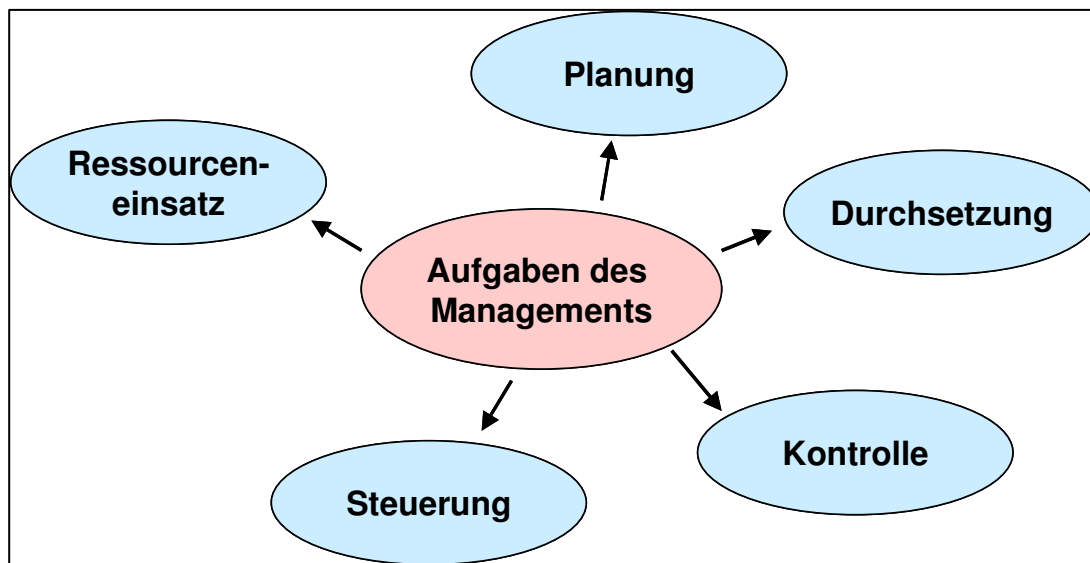 Planung
Ressourcen-
einsatz
Durchsetzung
Aufgaben des
Managements
Kontrolle
Steuerung